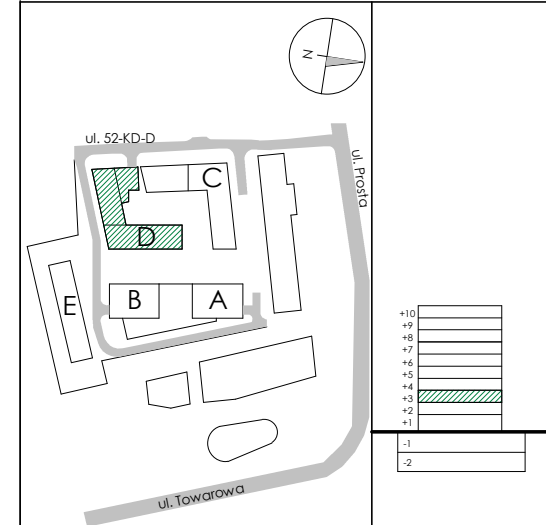 N
ul. 52-KD-D
C
ul. Prosta
D
E
B
A
ul. Towarowa
+10
+9
+8
+7
+6
+5
+4
+3
+2
+1
-1
-2